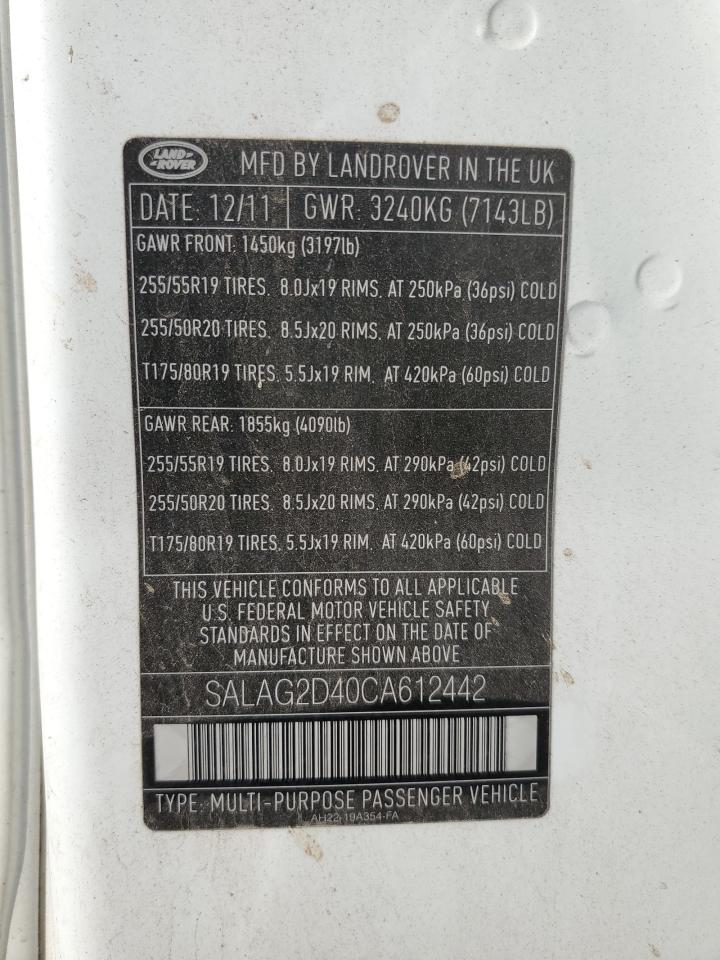 LAND-
-ROVER
MFD BY LANDROVER IN THE UK
DATE: 12/11 GWR: 3240KG (7143LB)
GAWR FRONT: 1450kg (3197lb)
255/55R19 TIRES. 8.0Jx19 RIMS. AT 250kPa (36psi) COLD
255/50R20 TIRES. 8.5Jx20 RIMS. AT 250kPa (36psi) COLD
T175/80R19 TIRES. 5.5Jx19 RIM. AT 420kPa (60psi) COLD
GAWR REAR: 1855kg (4090lb)
255/55R19 TIRES. 8.0Jx19 RIMS. AT 290kPa (42psi) COLD
255/50R20 TIRES. 8.5Jx20 RIMS. AT 290kPa (42psi) COLD
T175/80R19 TIRES. 5.5Jx19 RIM. AT 420kPa (60psi) COLD
THIS VEHICLE CONFORMS TO ALL APPLICABLE
U.S. FEDERAL MOTOR VEHICLE SAFETY
STANDARDS IN EFFECT ON THE DATE OF
MANUFACTURE SHOWN ABOVE
SALAG2D40CA612442
TYPE: MULTI-PURPOSE PASSENGER VEHICLE
AH22-19A354-FA